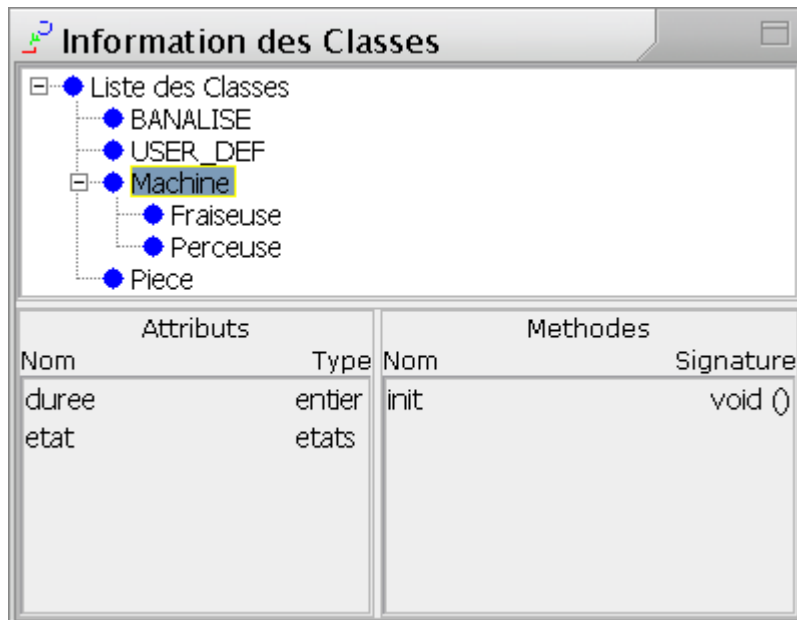 Information des Classes
Liste des Classes
BANALISE
USER_DEF
Machine
Fraiseuse
Perceuse
Piece
Attributs
Nom Type
duree entier
etat etats
Methodes
Nom Signature
init void ()